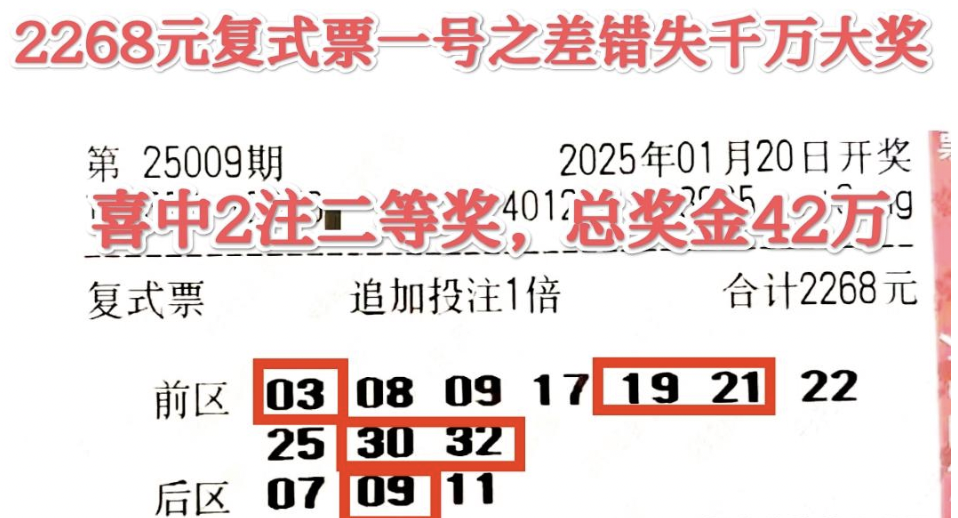 2268元复式票一号之差错失千万大奖
第 25009期 2025年01月20日开奖
喜中2注二等奖，总奖金42万
复式票 追加投注1倍 合计2268元
前区 03 08 09 17 19 21 22
25 30 32
后区 07 09 11